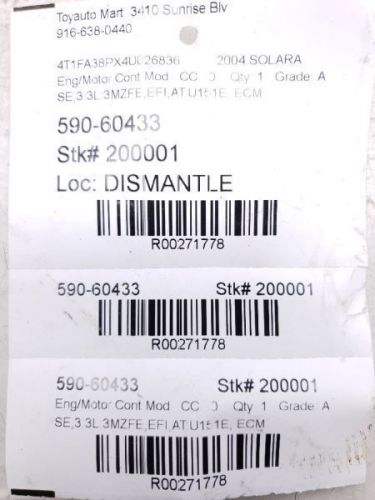 Toyauto Mart 3410 Sunrise Blv
916-638-0440
4T1FA38PX4U026836 2004 SOLARA
Eng/Motor Cont Mod CC 0 Qty 1 Grade A
SE,3.3L 3MZFE,EFI,AT U151E, ECM
590-60433
Stk# 200001
Loc: DISMANTLE
R00271778
590-60433 Stk# 200001
R00271778
590-60433 Stk# 200001
Eng/Motor Cont Mod CC 0 Qty 1 Grade A
SE,3.3L 3MZFE,EFI,AT U151E, ECM
R00271778